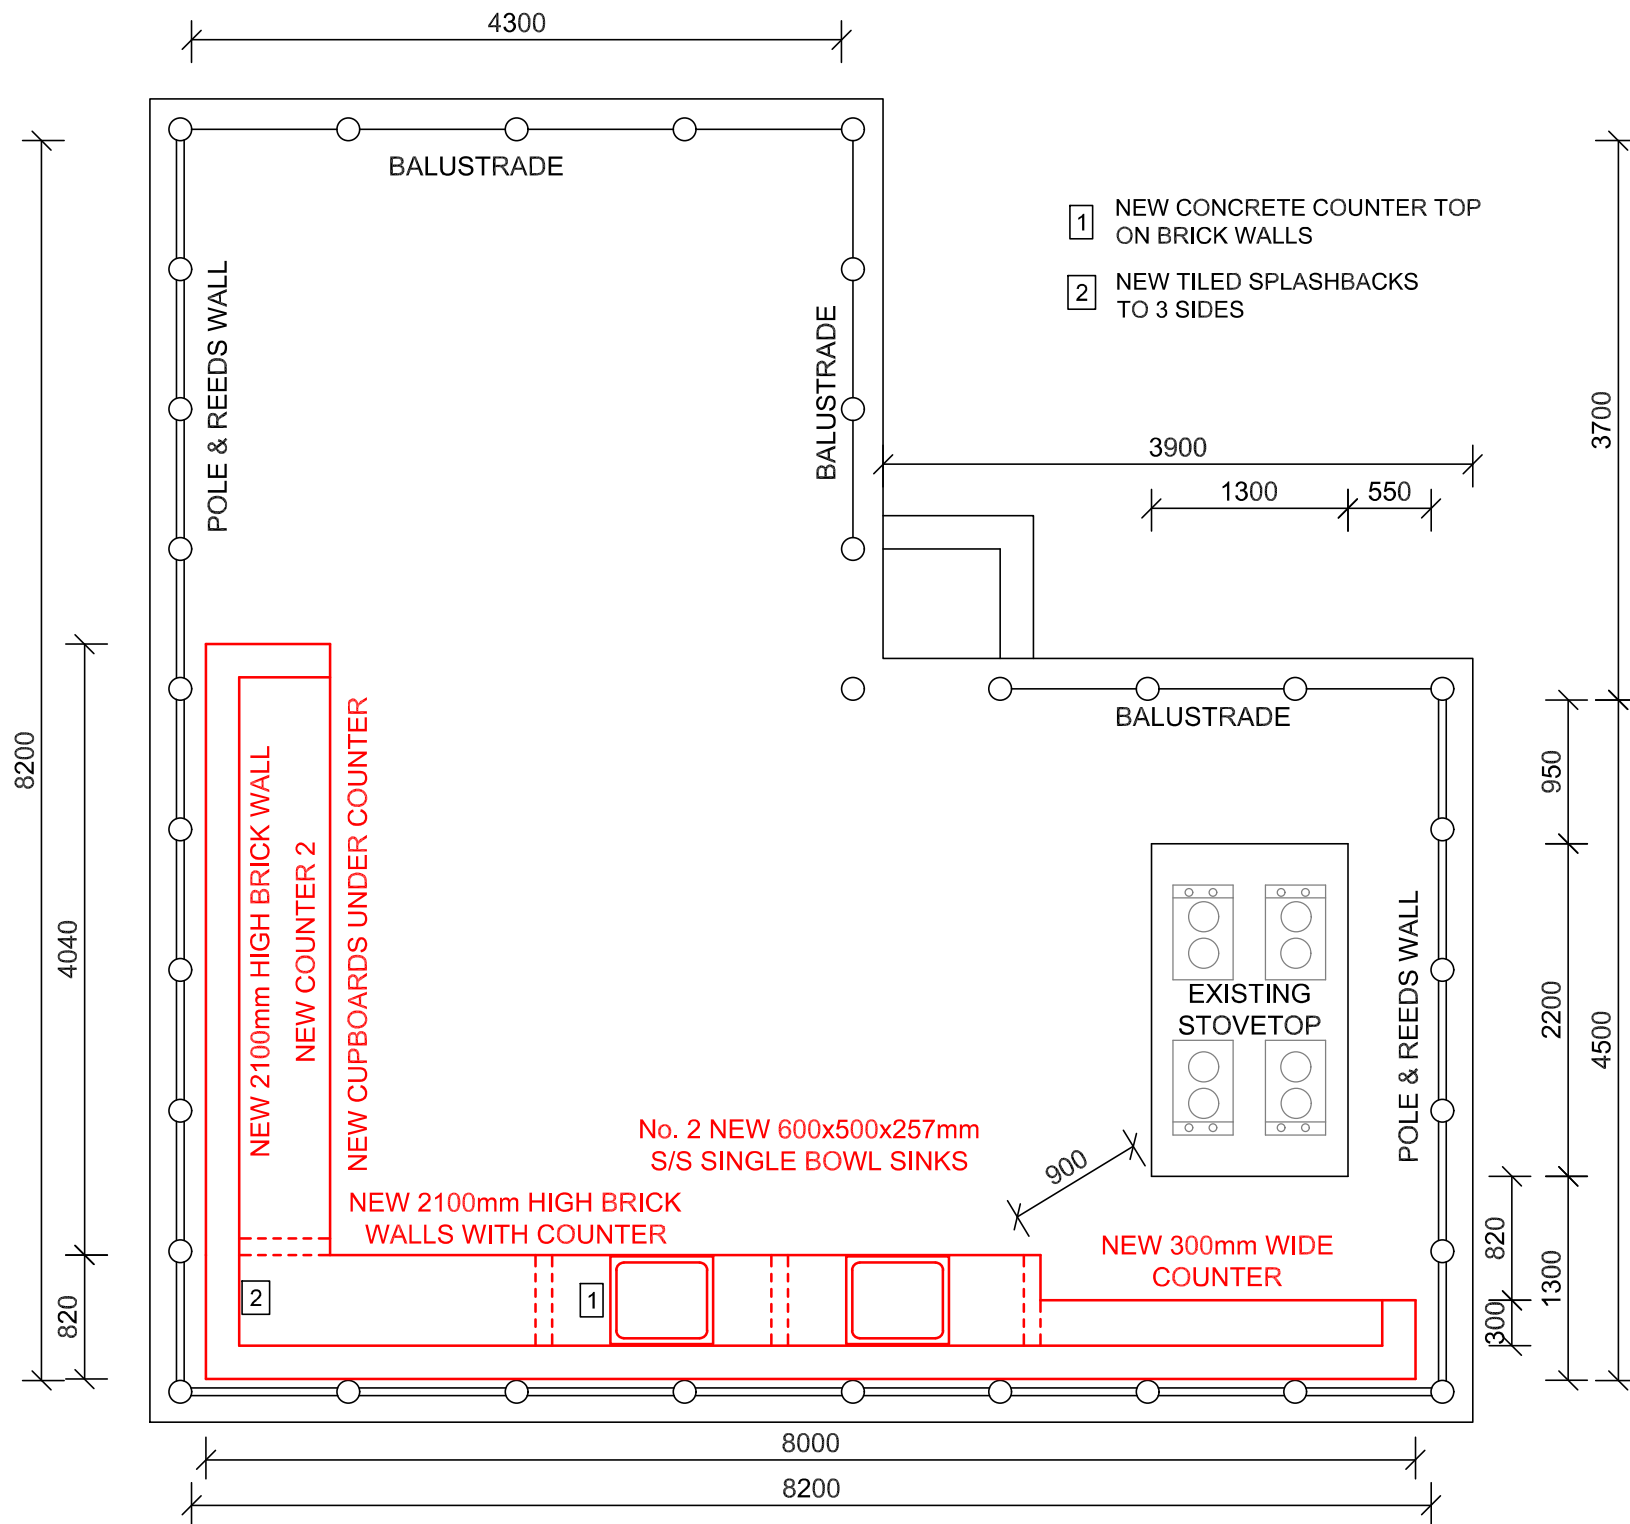 4300
BALUSTRADE
1
NEW CONCRETE COUNTER TOP
ON BRICK WALLS
2
NEW TILED SPLASHBACKS
TO 3 SIDES
POLE & REEDS WALL
BALUSTRADE
3700
3900
1300
550
BALUSTRADE
8200
4040
820
NEW 2100mm HIGH BRICK WALL
NEW COUNTER 2
NEW CUPBOARDS UNDER COUNTER
950
2200
4500
EXISTING
STOVETOP
POLE & REEDS WALL
No. 2 NEW 600x500x257mm
S/S SINGLE BOWL SINKS
900
NEW 2100mm HIGH BRICK
WALLS WITH COUNTER
NEW 300mm WIDE
COUNTER
820
1300
300
2
1
8000
8200